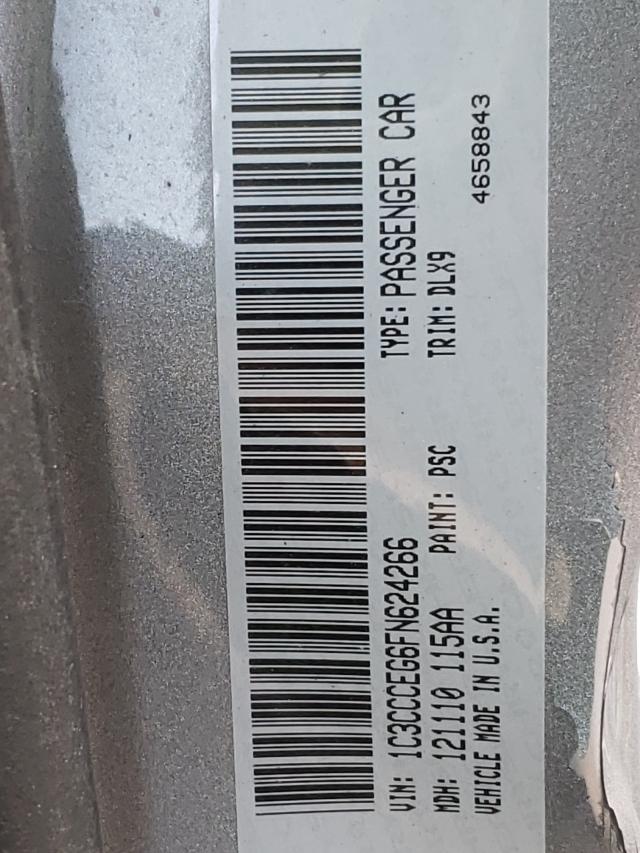 VIN: 1C3CCCEG6FN624266 TYPE: PASSENGER CAR
MDH: 121110 115AA PAINT: PSC TRIM: DLX9
VEHICLE MADE IN U.S.A. 4658843